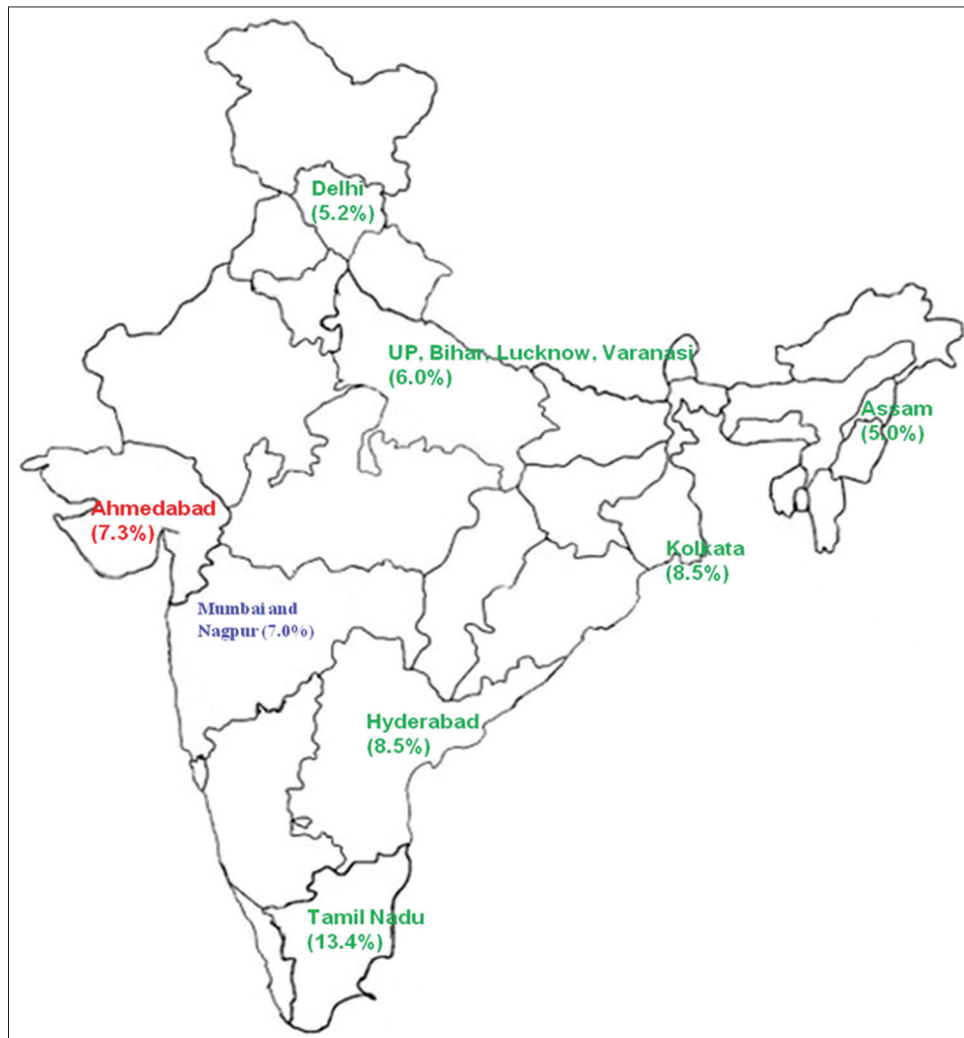 Delhi
(5.2%)
UP, Bihar, Lucknow, Varanasi
(6.0%)
Assam
(5.0%)
Ahmedabad
(7.3%)
Kolkata
(8.5%)
Mumbai and
Nagpur (7.0%)
Hyderabad
(8.5%)
Tamil Nadu
(13.4%)